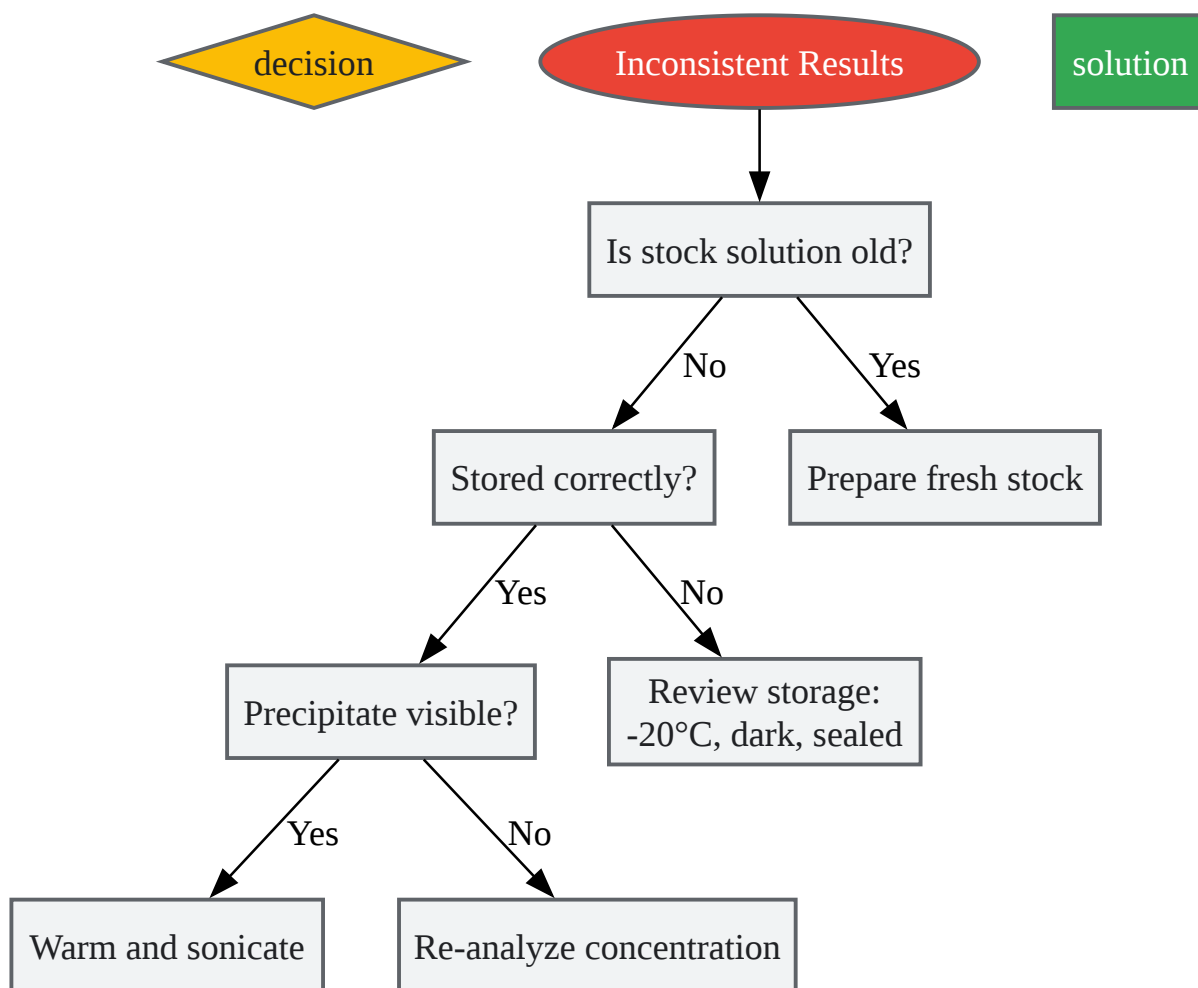 decision
Inconsistent Results
solution
Is stock solution old?
No
Yes
Stored correctly?
Prepare fresh stock
Yes
No
Precipitate visible?
Review storage:
-20°C, dark, sealed
Yes
No
Warm and sonicate
Re-analyze concentration